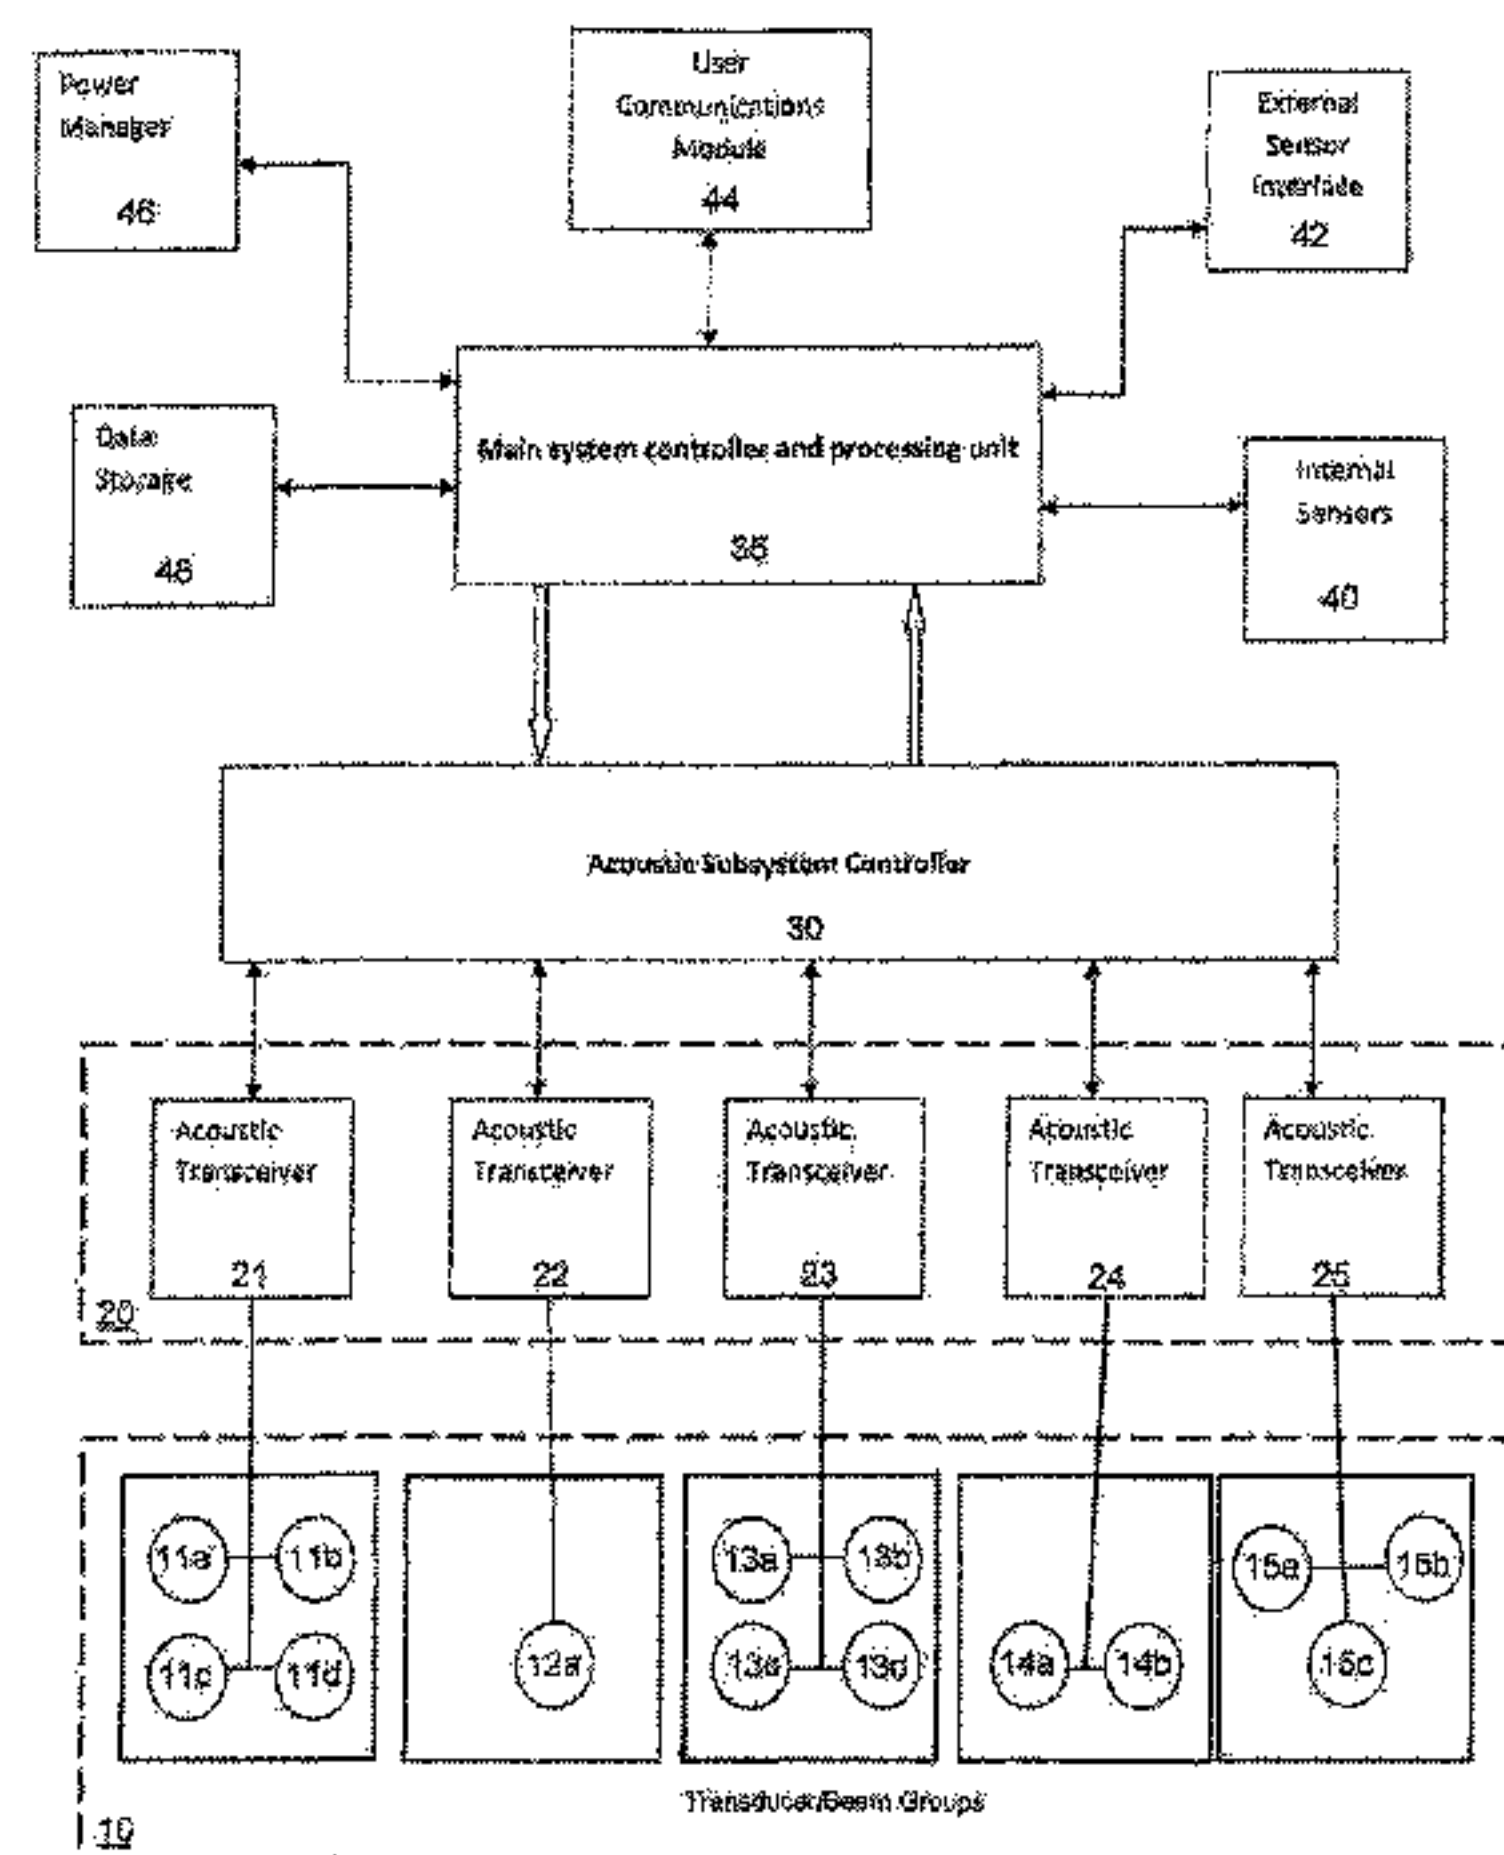 Power
Manager
46
User
Communications
Module
44
External
Sensor
Interface
42
Data
Storage
48
Main system controller and processing unit
35
Internal
Sensors
40
Acoustic Subsystem Controller
30
Acoustic
Transceiver
21
Acoustic
Transceiver
22
Acoustic
Transceiver
23
Acoustic
Transceiver
24
Acoustic
Transceiver
25
20
11a
11b
11c
11d
12a
13a
13b
13c
13d
14a
14b
15a
15b
15c
Transducer/Beam Groups
10